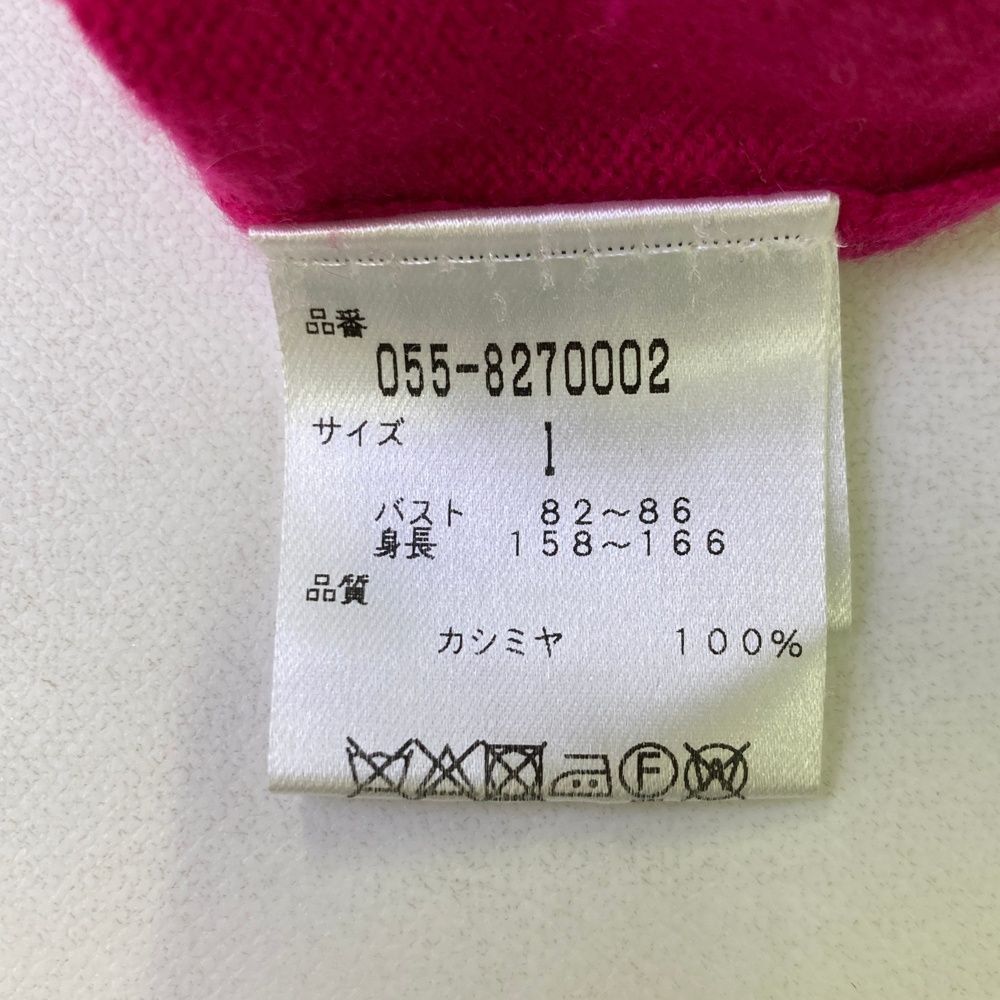 品番
055-8270002
サイズ 1
バスト 82～86
身長 158～166
品質
カシミヤ 100%
F W